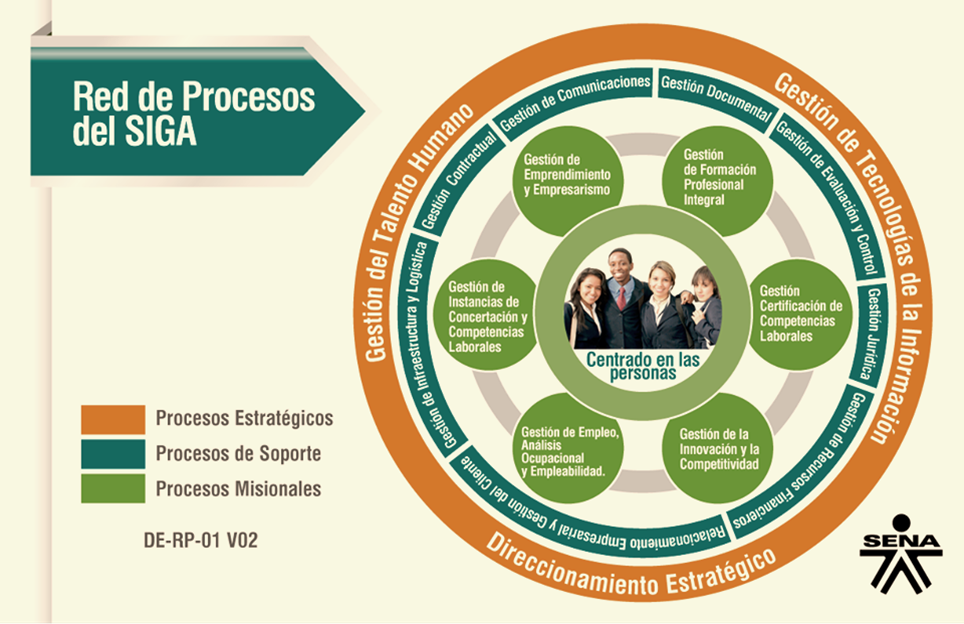 Red de Procesos
del SIGA
Gestión del Talento Humano
Gestión de Tecnologías de la Información
Direccionamiento Estratégico
Gestión de Comunicaciones
Gestión Documental
Gestión de Evaluación y Control
Gestión Jurídica
Gestión de Recursos Financieros
Relacionamiento Empresarial y Gestión del Cliente
Gestión de Infraestructura y Logística
Gestión Contractual
Gestión de
Emprendimiento
y Empresarismo
Gestión
de Formación
Profesional
Integral
Gestión de
Instancias de
Concertación y
Competencias
Laborales
Gestión
Certificación de
Competencias
Laborales
Centrado en las
personas
Gestión de Empleo,
Análisis
Ocupacional
y Empleabilidad.
Gestión de la
Innovación y la
Competitividad
Procesos Estratégicos
Procesos de Soporte
Procesos Misionales
DE-RP-01 V02
SENA